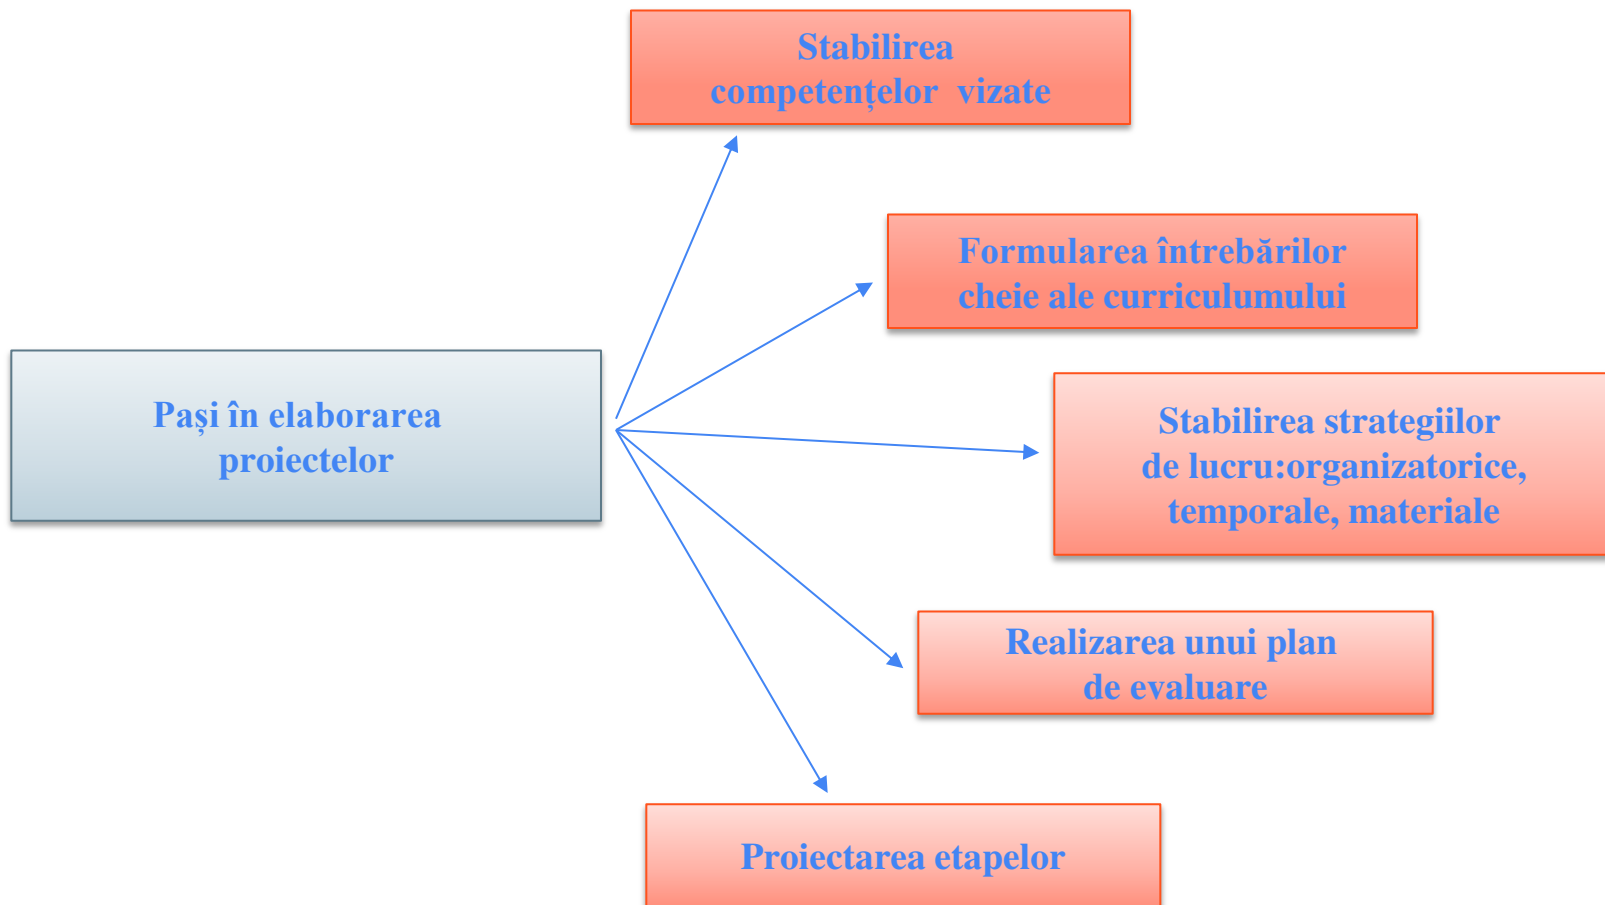 Stabilirea
competențelor vizate
Formularea întrebărilor
cheie ale curriculumului
Pași în elaborarea
proiectelor
Stabilirea strategiilor
de lucru:organizatorice,
temporale, materiale
Realizarea unui plan
de evaluare
Proiectarea etapelor